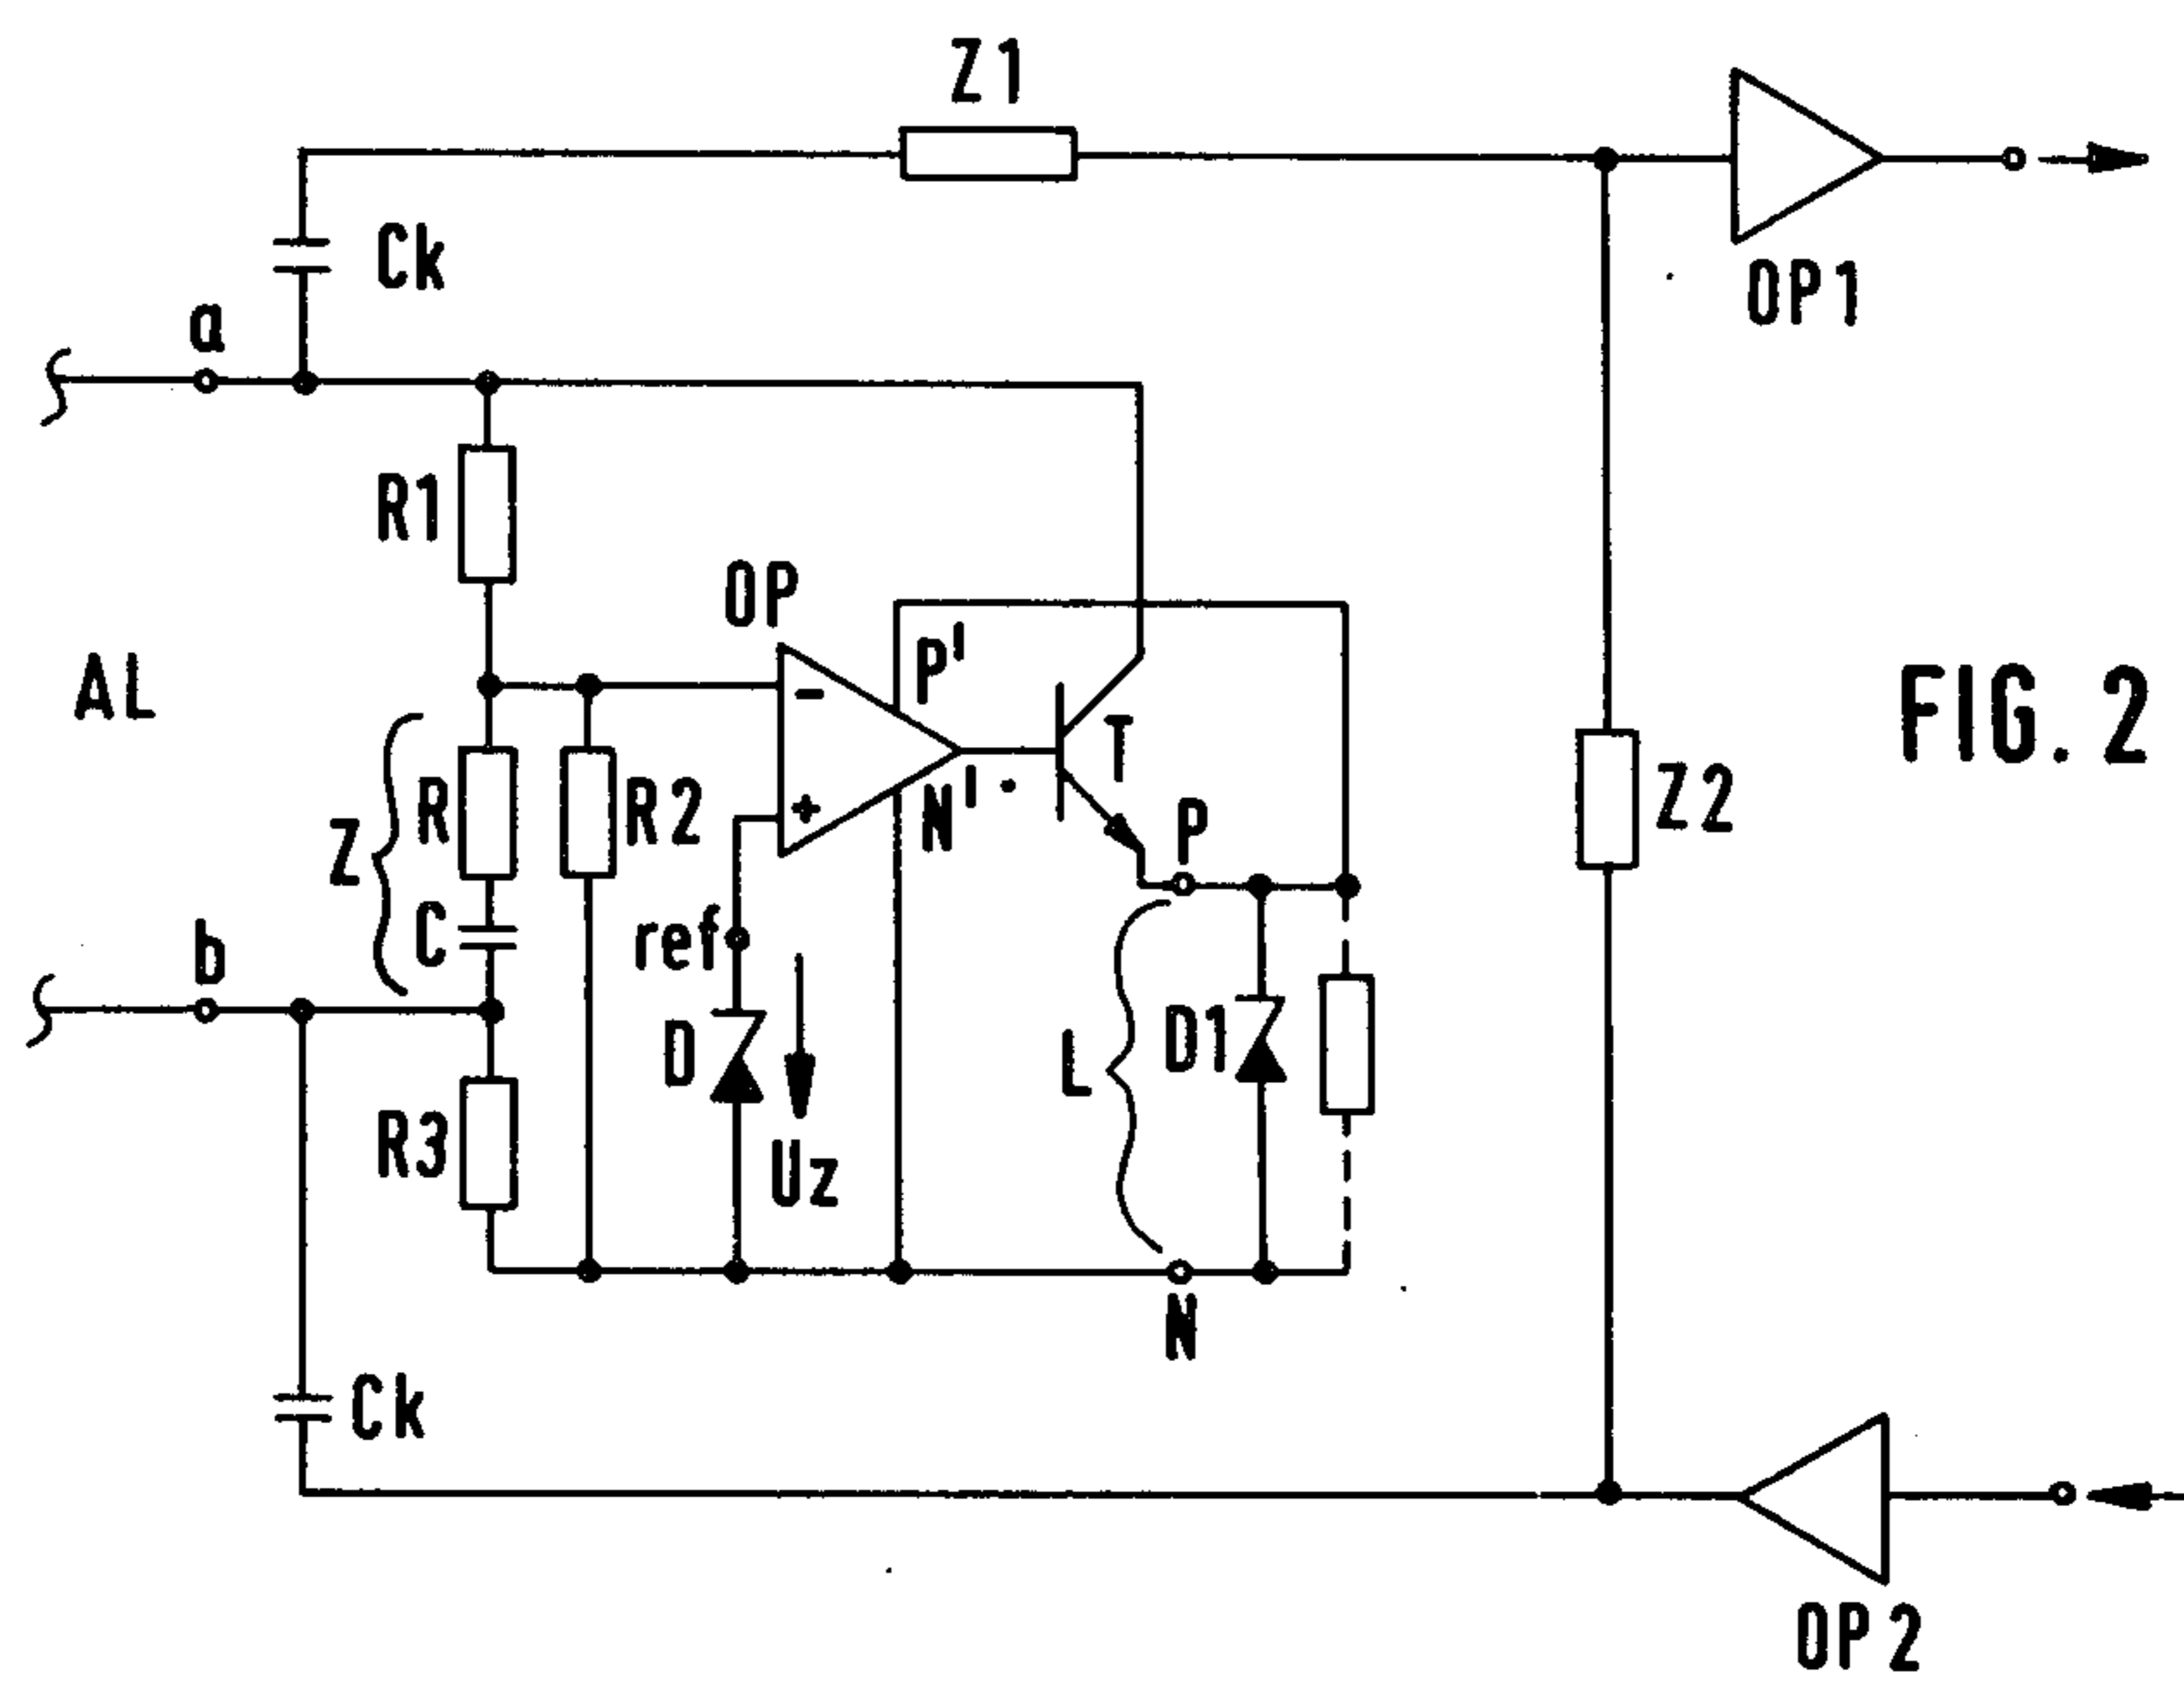 Z1
Ck
a
OP1
R1
OP
P'
AL
-
T
FIG. 2
Z
R
R2
+
N'
P
Z2
C
ref
b
D
L
D1
R3
Uz
N
Ck
OP2